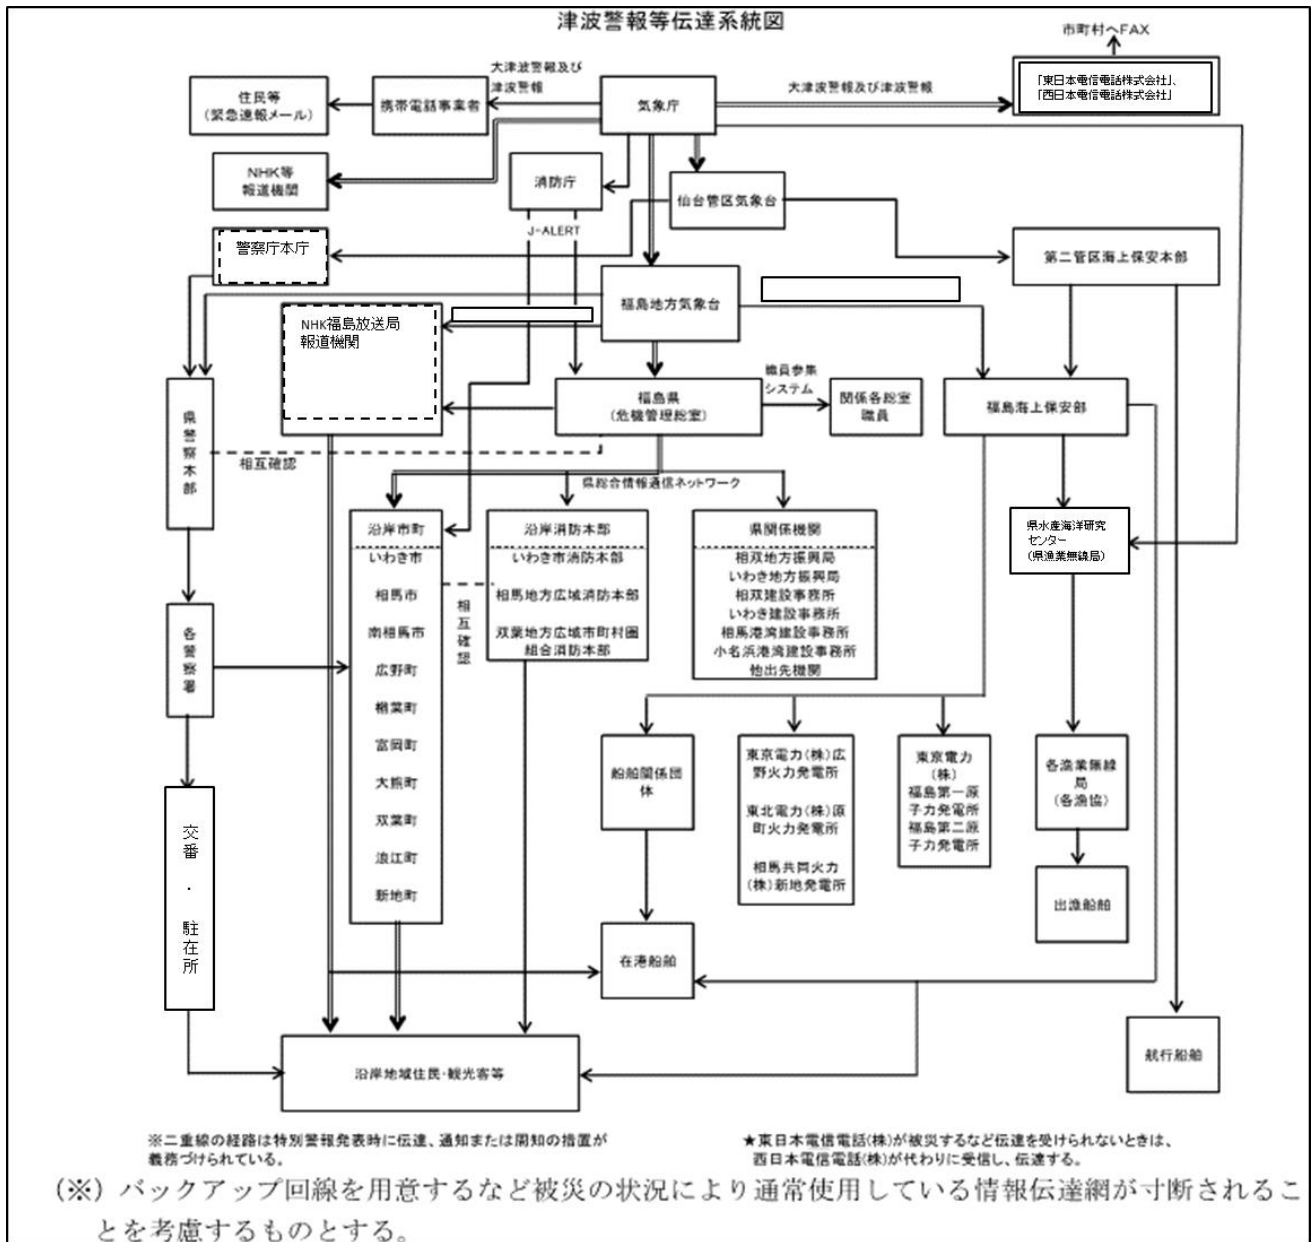 津波警報等伝達系統図
市町村へFAX
大津波警報及び
津波警報
大津波警報及び津波警報
「東日本電信電話株式会社」、
「西日本電信電話株式会社」
住民等
(緊急速報メール)
携帯電話事業者
気象庁
NHK等
報道機関
消防庁
仙台管区気象台
J-ALERT
警察庁本庁
第二管区海上保安本部
福島地方気象台
NHK福島放送局
報道機関
職員参集
システム
県警察本部
福島県
(危機管理総室)
関係各総室
職員
福島海上保安部
相互確認
県総合情報通信ネットワーク
沿岸市町
いわき市
相馬市
南相馬市
広野町
楢葉町
富岡町
大熊町
双葉町
浪江町
新地町
相互確認
沿岸消防本部
いわき市消防本部
相馬地方広域消防本部
双葉地方広域市町村圏
組合消防本部
県関係機関
相双地方振興局
いわき地方振興局
相双建設事務所
いわき建設事務所
相馬港湾建設事務所
小名浜港湾建設事務所
他出先機関
県水産海洋研究
センター
(県漁業無線局)
各警察署
船舶関係団
体
東京電力(株)広
野火力発電所
東北電力(株)原
町火力発電所
相馬共同火力
(株)新地発電所
東京電力
(株)
福島第一原
子力発電所
福島第二原
子力発電所
各漁業無線
局
(各漁協)
交番・駐在所
出漁船舶
在港船舶
航行船舶
沿岸地域住民・観光客等
※二重線の経路は特別警報発表時に伝達、通知または周知の措置が
義務づけられている。
★東日本電信電話(株)が被災するなど伝達を受けられないときは、
西日本電信電話(株)が代わりに受信し、伝達する。
(※) バックアップ回線を用意するなど被災の状況により通常使用している情報伝達網が寸断されるこ
とを考慮するものとする。